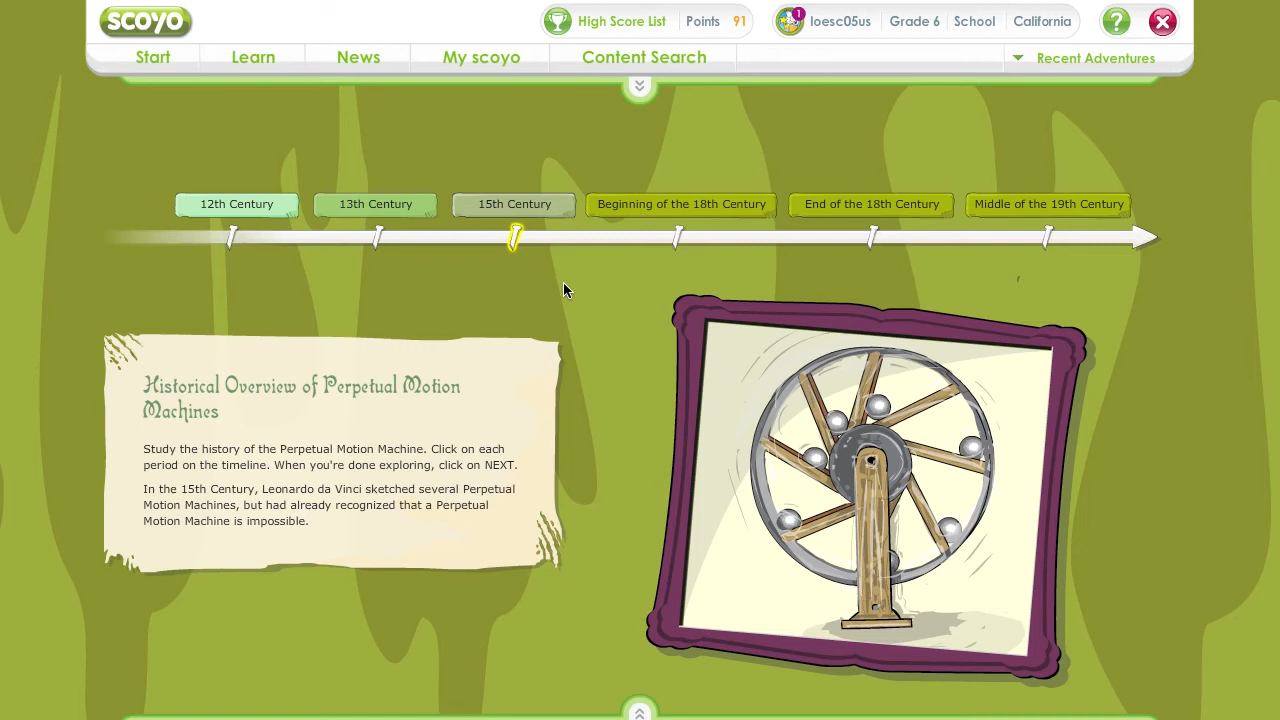 scoyo
High Score List
Points 91
1
loesc05us
Grade 6
School
California
?
Start
Learn
News
My scoyo
Content Search
Recent Adventures
12th Century
13th Century
15th Century
Beginning of the 18th Century
End of the 18th Century
Middle of the 19th Century
Historical Overview of Perpetual Motion
Machines
Study the history of the Perpetual Motion Machine. Click on each
period on the timeline. When you're done exploring, click on NEXT.
In the 15th Century, Leonardo da Vinci sketched several Perpetual
Motion Machines, but had already recognized that a Perpetual
Motion Machine is impossible.